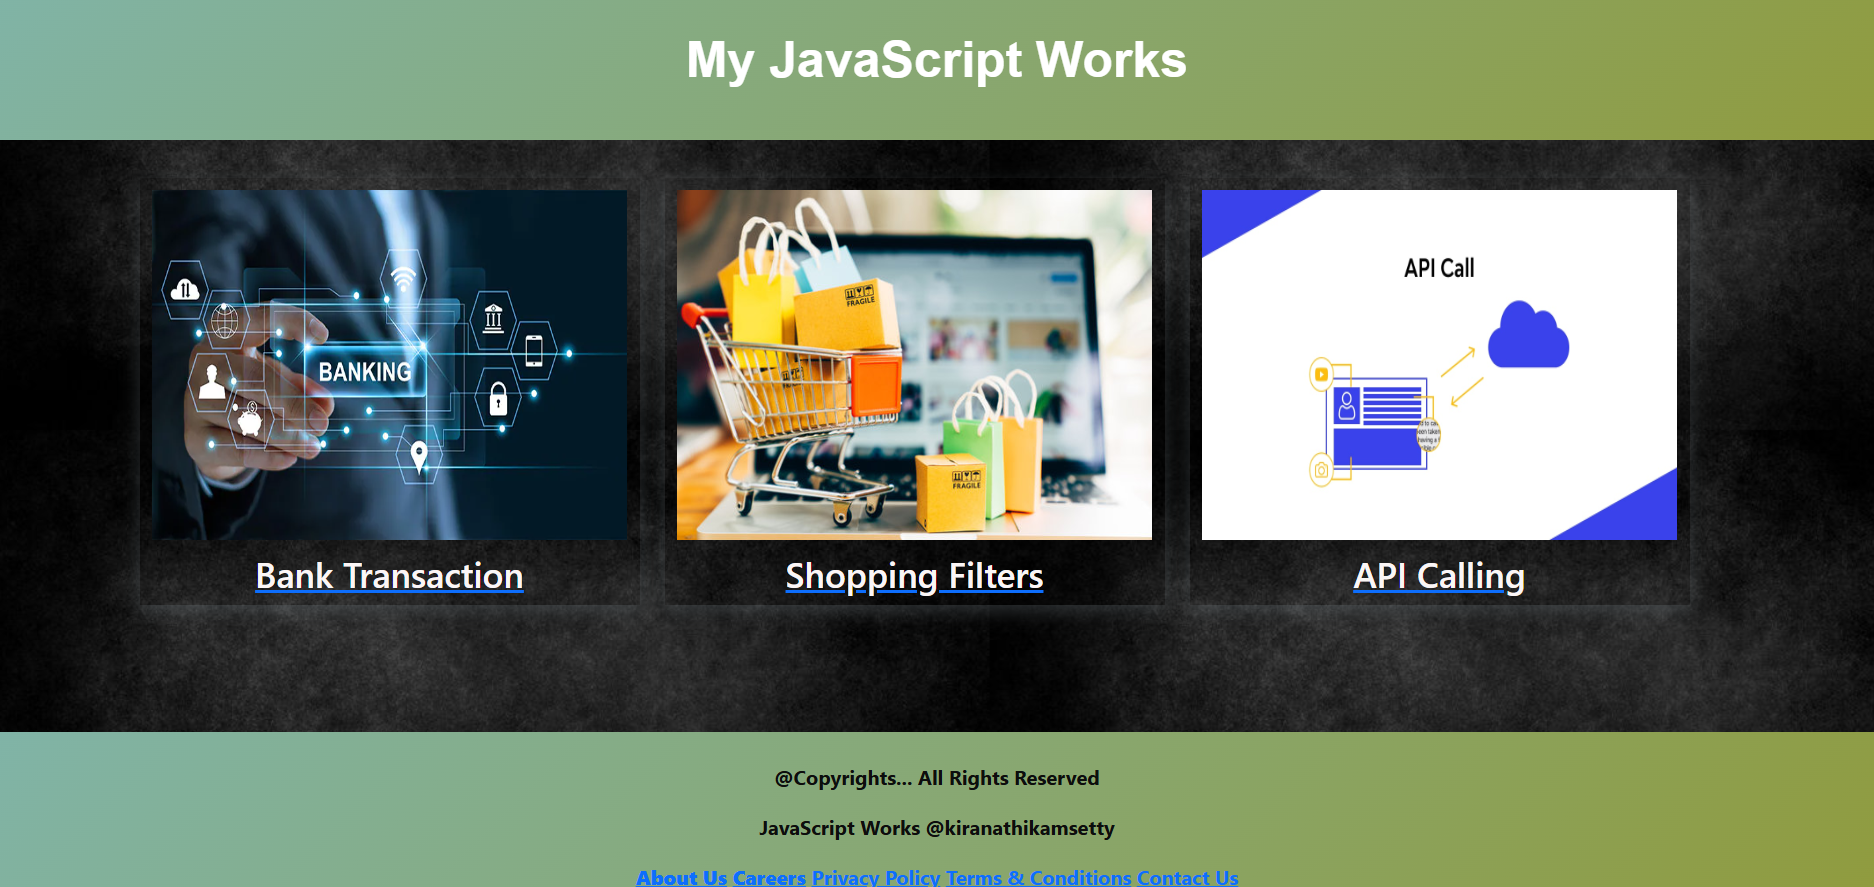 My JavaScript Works
BANKING
FRAGILE
FRAGILE
API Call
Bank Transaction
Shopping Filters
API Calling
@Copyrights... All Rights Reserved
JavaScript Works @kiranathikamsetty
About Us Careers Privacy Policy Terms & Conditions Contact Us